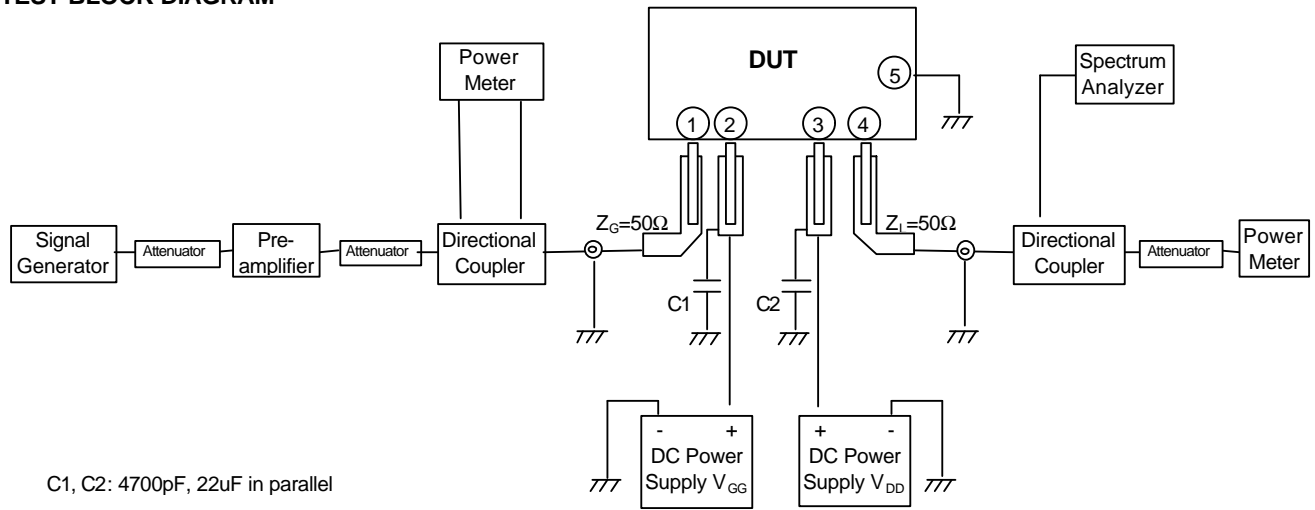 TEST BLOCK DIAGRAM
Power
Meter
DUT
5
Spectrum
Analyzer
1
2
3
4
Signal
Generator
Attenuator
Pre-
amplifier
Attenuator
Directional
Coupler
ZG=50Ω
ZL=50Ω
Directional
Coupler
Attenuator
Power
Meter
C1
C2
- +
DC Power
Supply VGG
+ -
DC Power
Supply VDD
C1, C2: 4700pF, 22uF in parallel